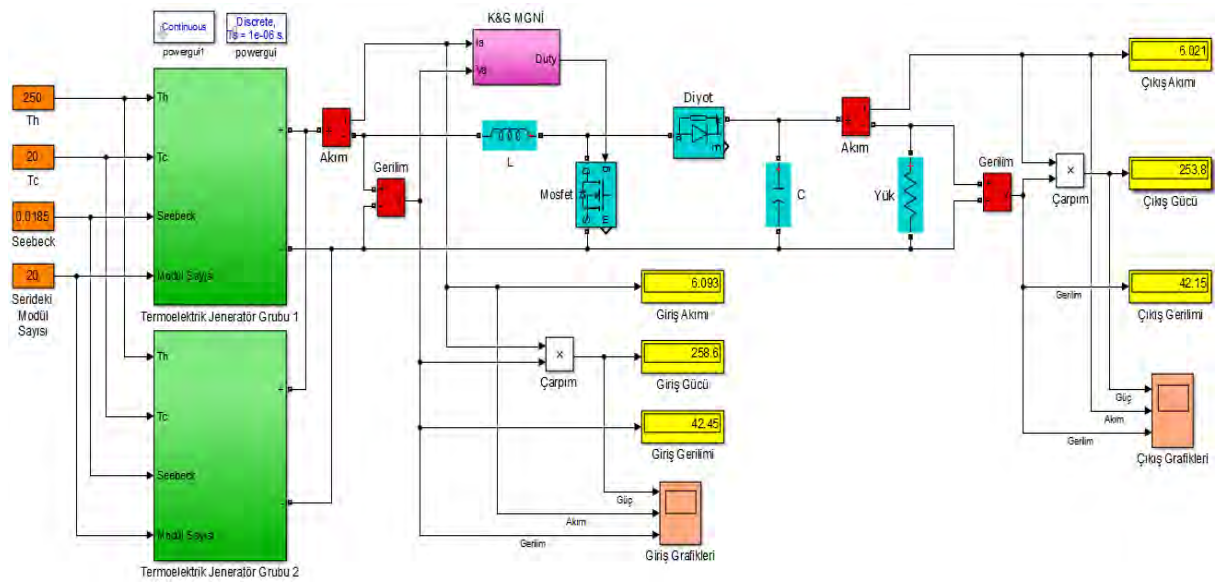 Continuous
powergui1
Discrete,
Ts = 1e-06 s.
powergui
K&G MGNİ
Is
Vs
Duty
250
Th
20
Tc
0.0185
Seebeck
20
Serideki
Modül
Sayısı
Th
Tc
Seebeck
Modül Sayısı
+
-
Termoelektrik Jeneratör Grubu 1
Th
Tc
Seebeck
Modül Sayısı
+
-
Termoelektrik Jeneratör Grubu 2
Akım
Gerilim
L
Mosfet
g
D
S
m
Diyot
a
k
m
C
Akım
Yük
Gerilim
×
Çarpım
6.021
Çıkış Akımı
253.8
Çıkış Gücü
42.15
Gerilim
Çıkış Gerilimi
Güç
Akım
Gerilim
Çıkış Grafikleri
6.093
Giriş Akımı
×
Çarpım
258.6
Giriş Gücü
42.45
Giriş Gerilimi
Güç
Akım
Gerilim
Giriş Grafikleri